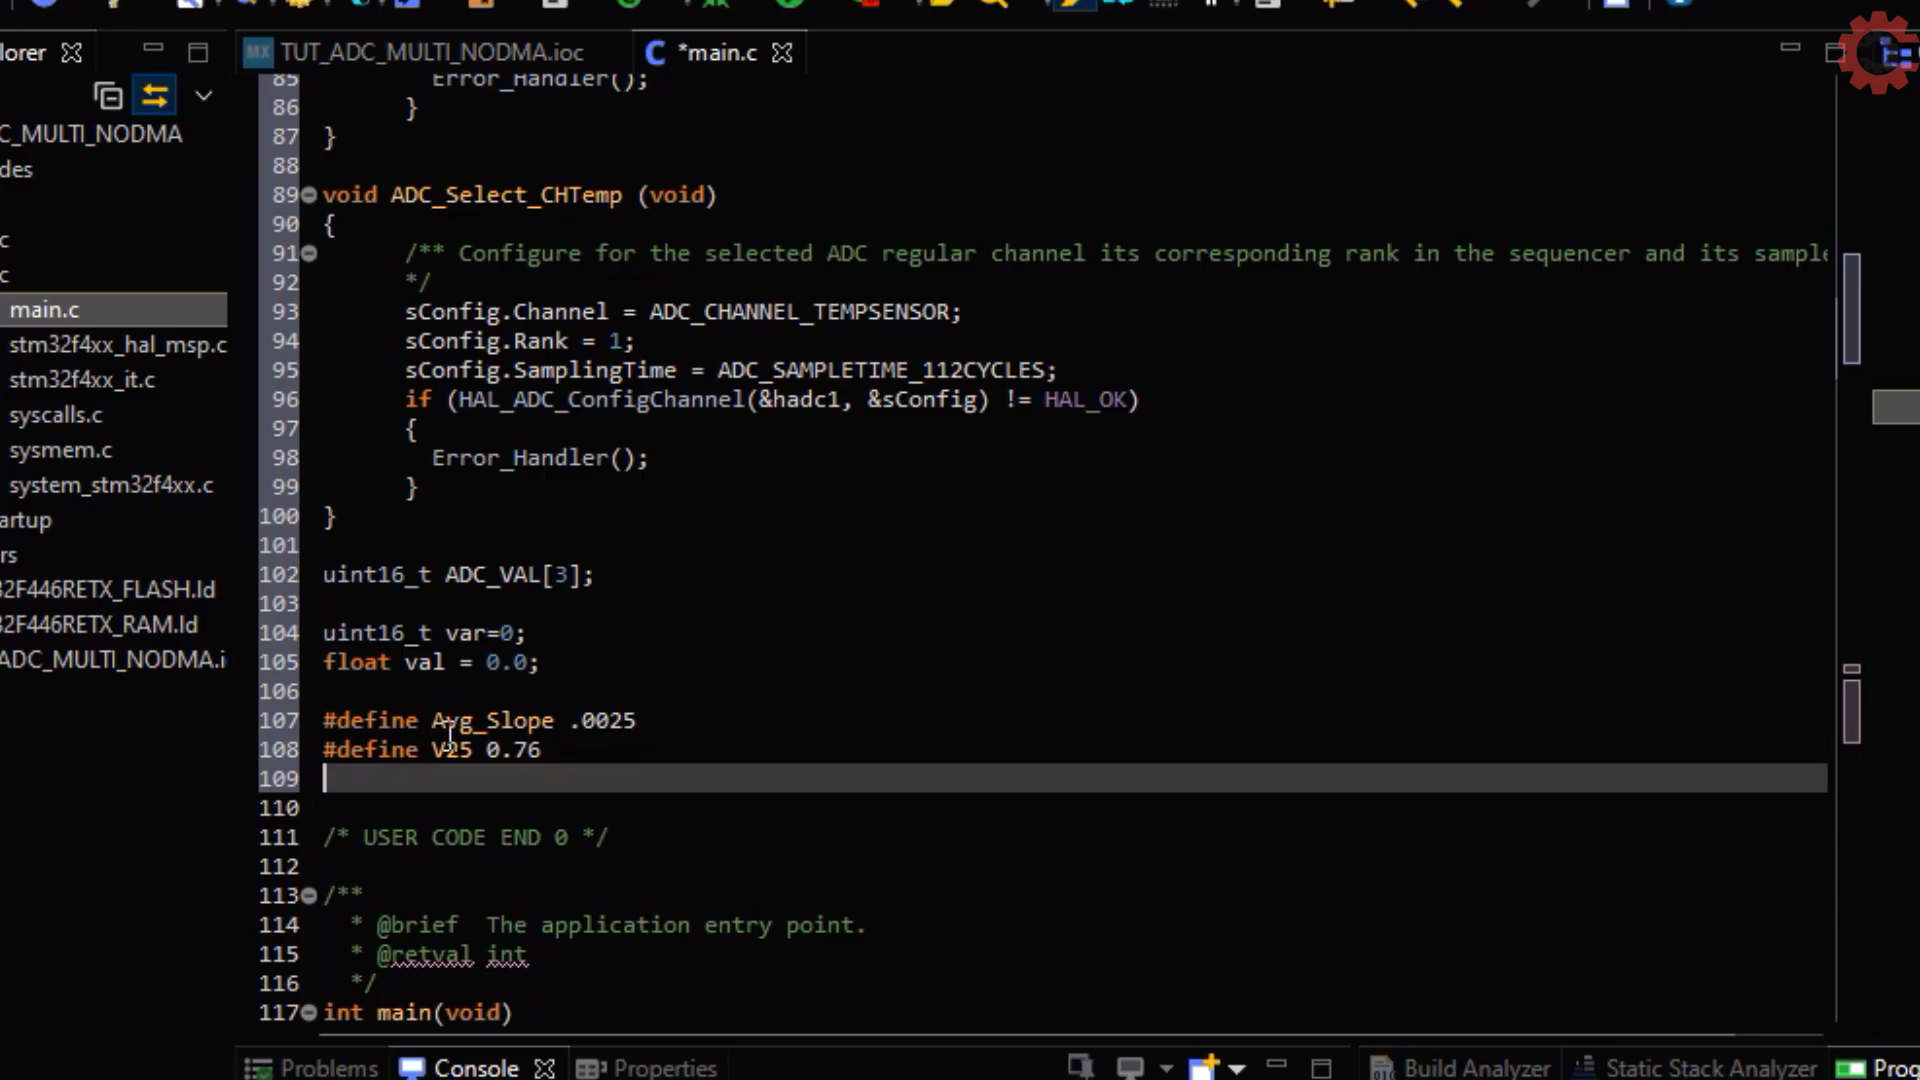 lorer
TUT_ADC_MULTI_NODMA.ioc
*main.c
C_MULTI_NODMA
des
c
c
main.c
stm32f4xx_hal_msp.c
stm32f4xx_it.c
syscalls.c
sysmem.c
system_stm32f4xx.c
artup
rs
32F446RETX_FLASH.ld
32F446RETX_RAM.ld
ADC_MULTI_NODMA.i
85 Error_Handler();
86 }
87 }
88
89 void ADC_Select_CHTemp (void)
90 {
91 /** Configure for the selected ADC regular channel its corresponding rank in the sequencer and its sample
92 */
93 sConfig.Channel = ADC_CHANNEL_TEMPSENSOR;
94 sConfig.Rank = 1;
95 sConfig.SamplingTime = ADC_SAMPLETIME_112CYCLES;
96 if (HAL_ADC_ConfigChannel(&hadc1, &sConfig) != HAL_OK)
97 {
98 Error_Handler();
99 }
100 }
101
102 uint16_t ADC_VAL[3];
103
104 uint16_t var=0;
105 float val = 0.0;
106
107 #define Avg_Slope .0025
108 #define V25 0.76
109
110
111 /* USER CODE END 0 */
112
113 /**
114 * @brief The application entry point.
115 * @retval int
116 */
117 int main(void)
Problems
Console
Properties
Build Analyzer
Static Stack Analyzer
Prog